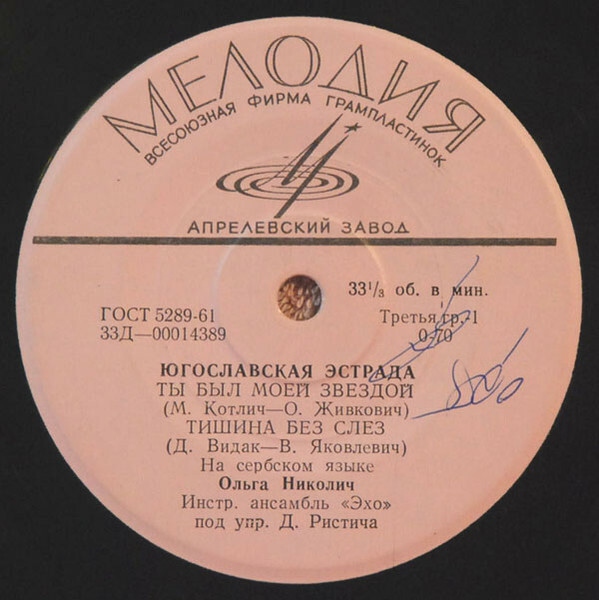 МЕЛОДИЯ
ВСЕСОЮЗНАЯ ФИРМА ГРАМПЛАСТИНОК
АПРЕЛЕВСКИЙ ЗАВОД
ГОСТ 5289-61
33Д—00014389
33⅓ об. в мин.
Третья гр.-1
0-70
ЮГОСЛАВСКАЯ ЭСТРАДА
ТЫ БЫЛ МОЕЙ ЗВЕЗДОЙ
(М. Котлич—О. Живкович)
ТИШИНА БЕЗ СЛЕЗ
(Д. Видак—В. Яковлевич)
На сербском языке
Ольга Николич
Инстр. ансамбль «Эхо»
под упр. Д. Ристича